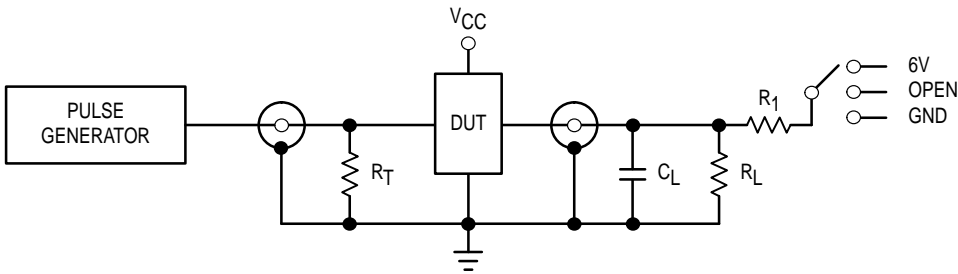 VCC
PULSE
GENERATOR
RT
DUT
CL
RL
R1
6V
OPEN
GND